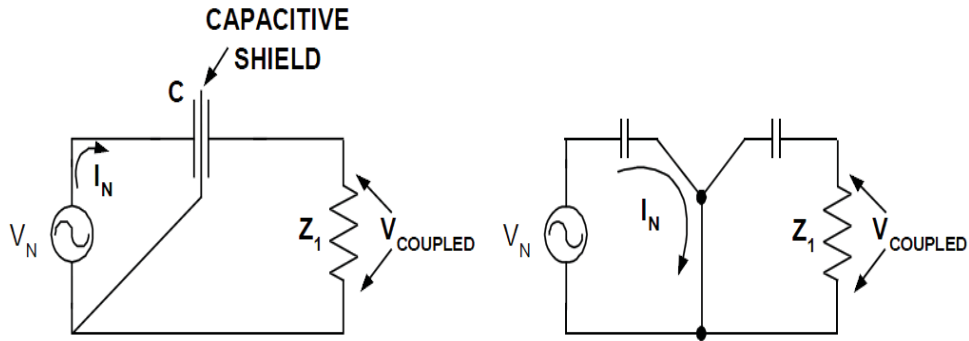 CAPACITIVE
SHIELD
C
I_N
V_N
Z_1
V_COUPLED
I_N
V_N
Z_1
V_COUPLED